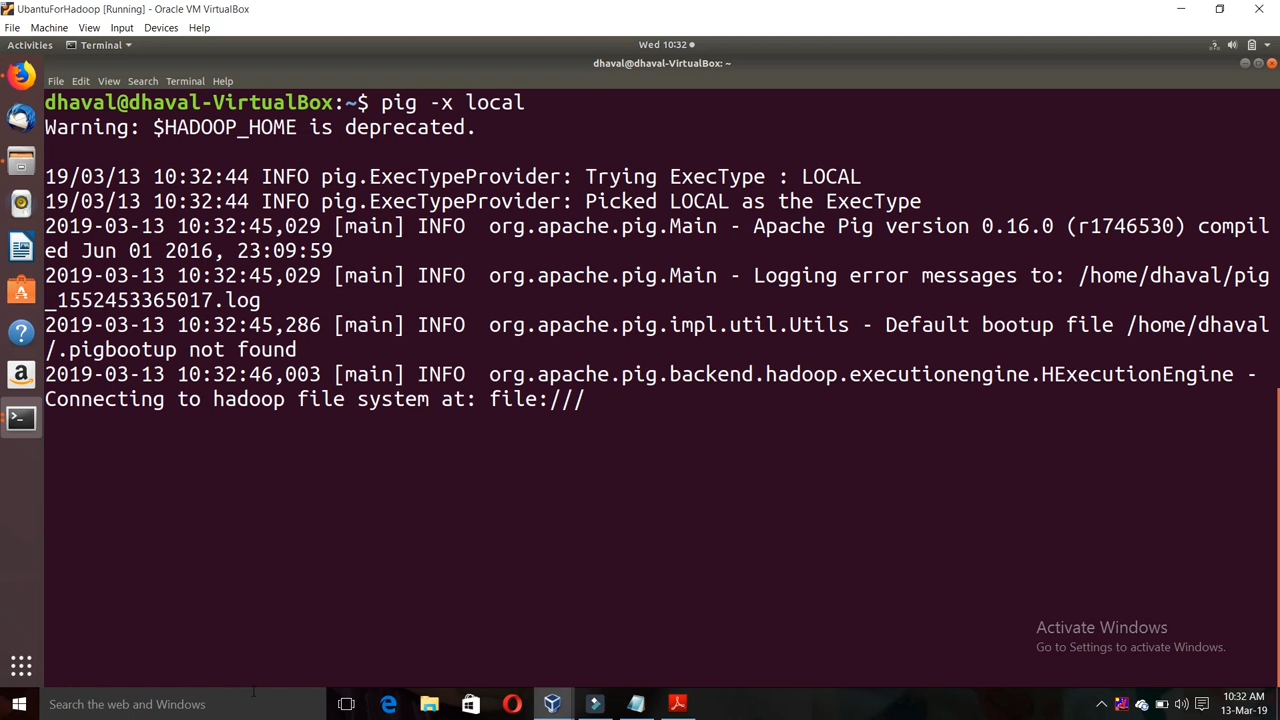 UbantuForHadoop [Running] - Oracle VM VirtualBox
File Machine View Input Devices Help
Activities Terminal Wed 10:32
dhaval@dhaval-VirtualBox: ~
File Edit View Search Terminal Help
dhaval@dhaval-VirtualBox:~$ pig -x local
Warning: $HADOOP_HOME is deprecated.
19/03/13 10:32:44 INFO pig.ExecTypeProvider: Trying ExecType : LOCAL
19/03/13 10:32:44 INFO pig.ExecTypeProvider: Picked LOCAL as the ExecType
2019-03-13 10:32:45,029 [main] INFO  org.apache.pig.Main - Apache Pig version 0.16.0 (r1746530) compil
ed Jun 01 2016, 23:09:59
2019-03-13 10:32:45,029 [main] INFO  org.apache.pig.Main - Logging error messages to: /home/dhaval/pig
_1552453365017.log
2019-03-13 10:32:45,286 [main] INFO  org.apache.pig.impl.util.Utils - Default bootup file /home/dhaval
/.pigbootup not found
2019-03-13 10:32:46,003 [main] INFO  org.apache.pig.backend.hadoop.executionengine.HExecutionEngine -
Connecting to hadoop file system at: file:///
Activate Windows
Go to Settings to activate Windows.
Search the web and Windows
10:32 AM
13-Mar-19